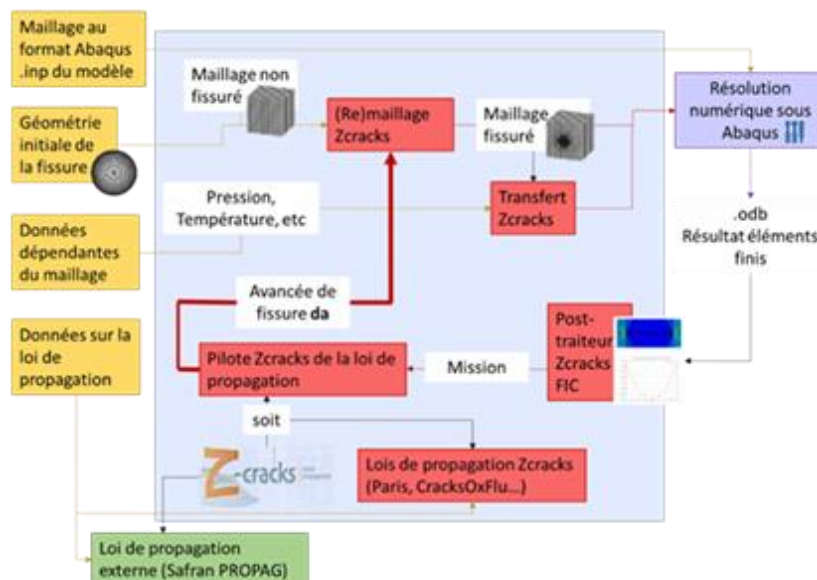 Maillage au
format Abaqus
.inp du modèle
Maillage non
fissuré
(Re)maillage
Zcracks
Maillage
fissuré
Résolution
numérique sous
Abaqus
Géométrie
initiale de
la fissure
Pression,
Température, etc
Transfert
Zcracks
.odb
Résultat éléments
finis
Données
dépendantes
du maillage
Avancée de
fissure da
Données sur la
loi de
propagation
Pilote Zcracks de la loi de
propagation
Mission
Post-
traiteur
Zcracks
FIC
soit
Z-cracks
Lois de propagation Zcracks
(Paris, CracksOxFlu...)
Loi de propagation
externe (Safran PROPAG)